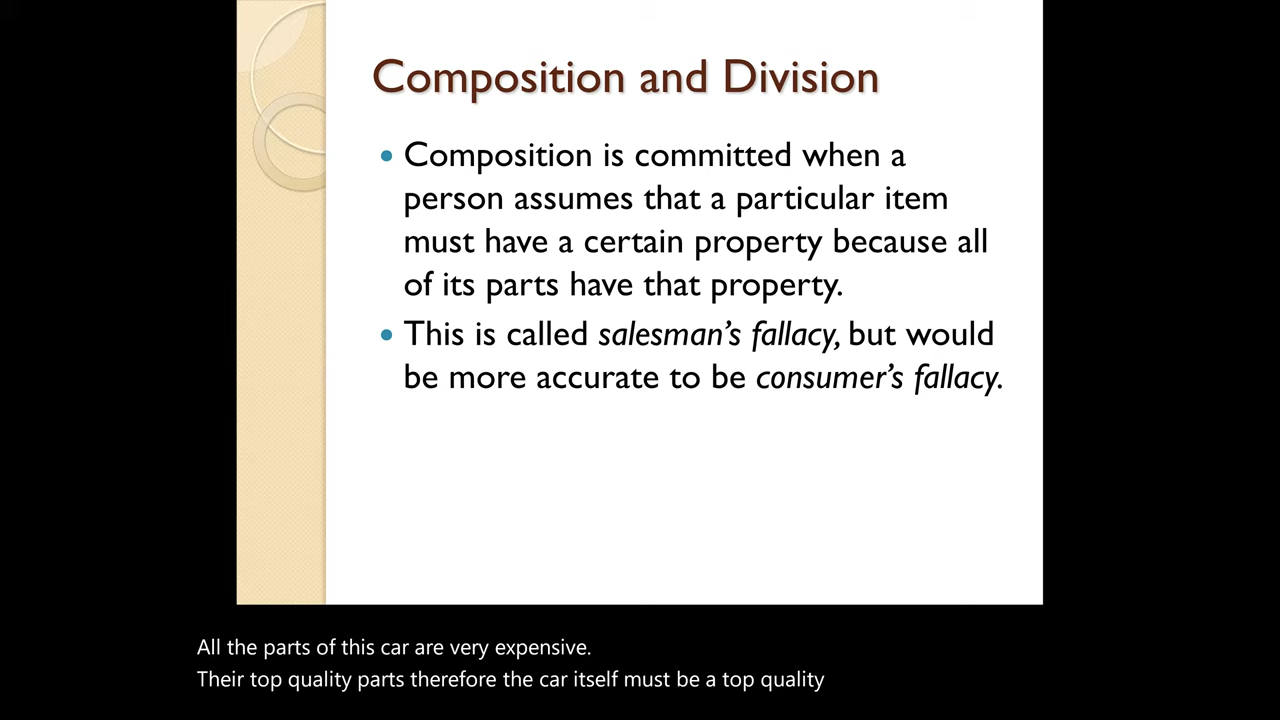 Composition and Division
• Composition is committed when a
person assumes that a particular item
must have a certain property because all
of its parts have that property.
• This is called salesman’s fallacy, but would
be more accurate to be consumer’s fallacy.
All the parts of this car are very expensive.
Their top quality parts therefore the car itself must be a top quality